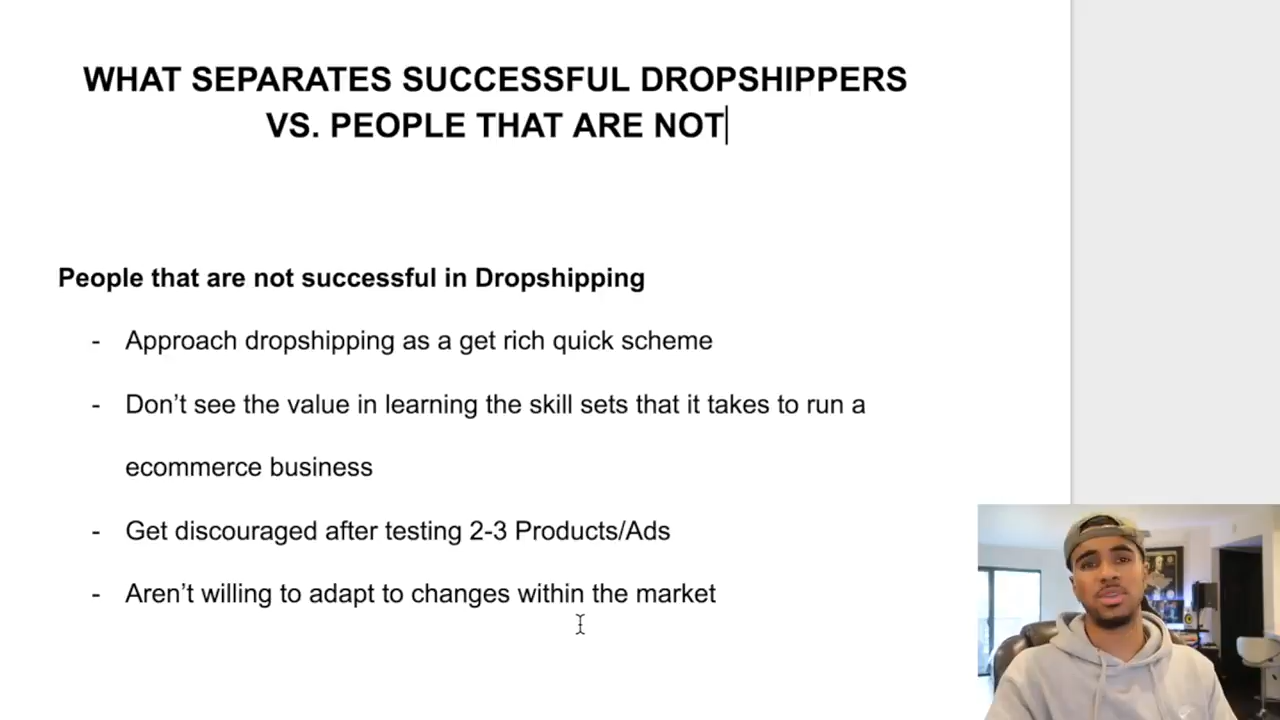 WHAT SEPARATES SUCCESSFUL DROPSHIPPERS
VS. PEOPLE THAT ARE NOT
People that are not successful in Dropshipping
- Approach dropshipping as a get rich quick scheme
- Don’t see the value in learning the skill sets that it takes to run a
ecommerce business
- Get discouraged after testing 2-3 Products/Ads
- Aren’t willing to adapt to changes within the market